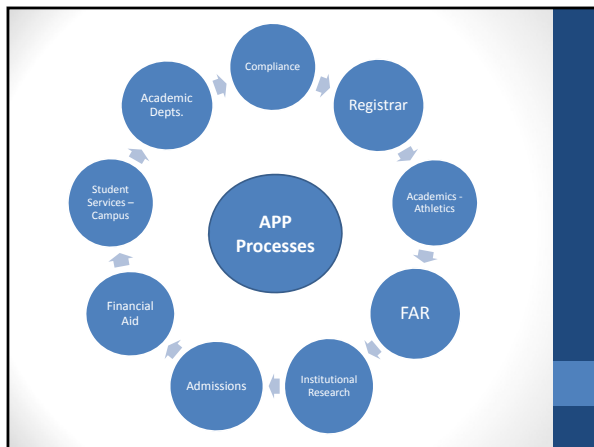 Compliance
Registrar
Academics -
Athletics
FAR
Institutional
Research
Admissions
Financial
Aid
Student
Services –
Campus
Academic
Depts.
APP
Processes